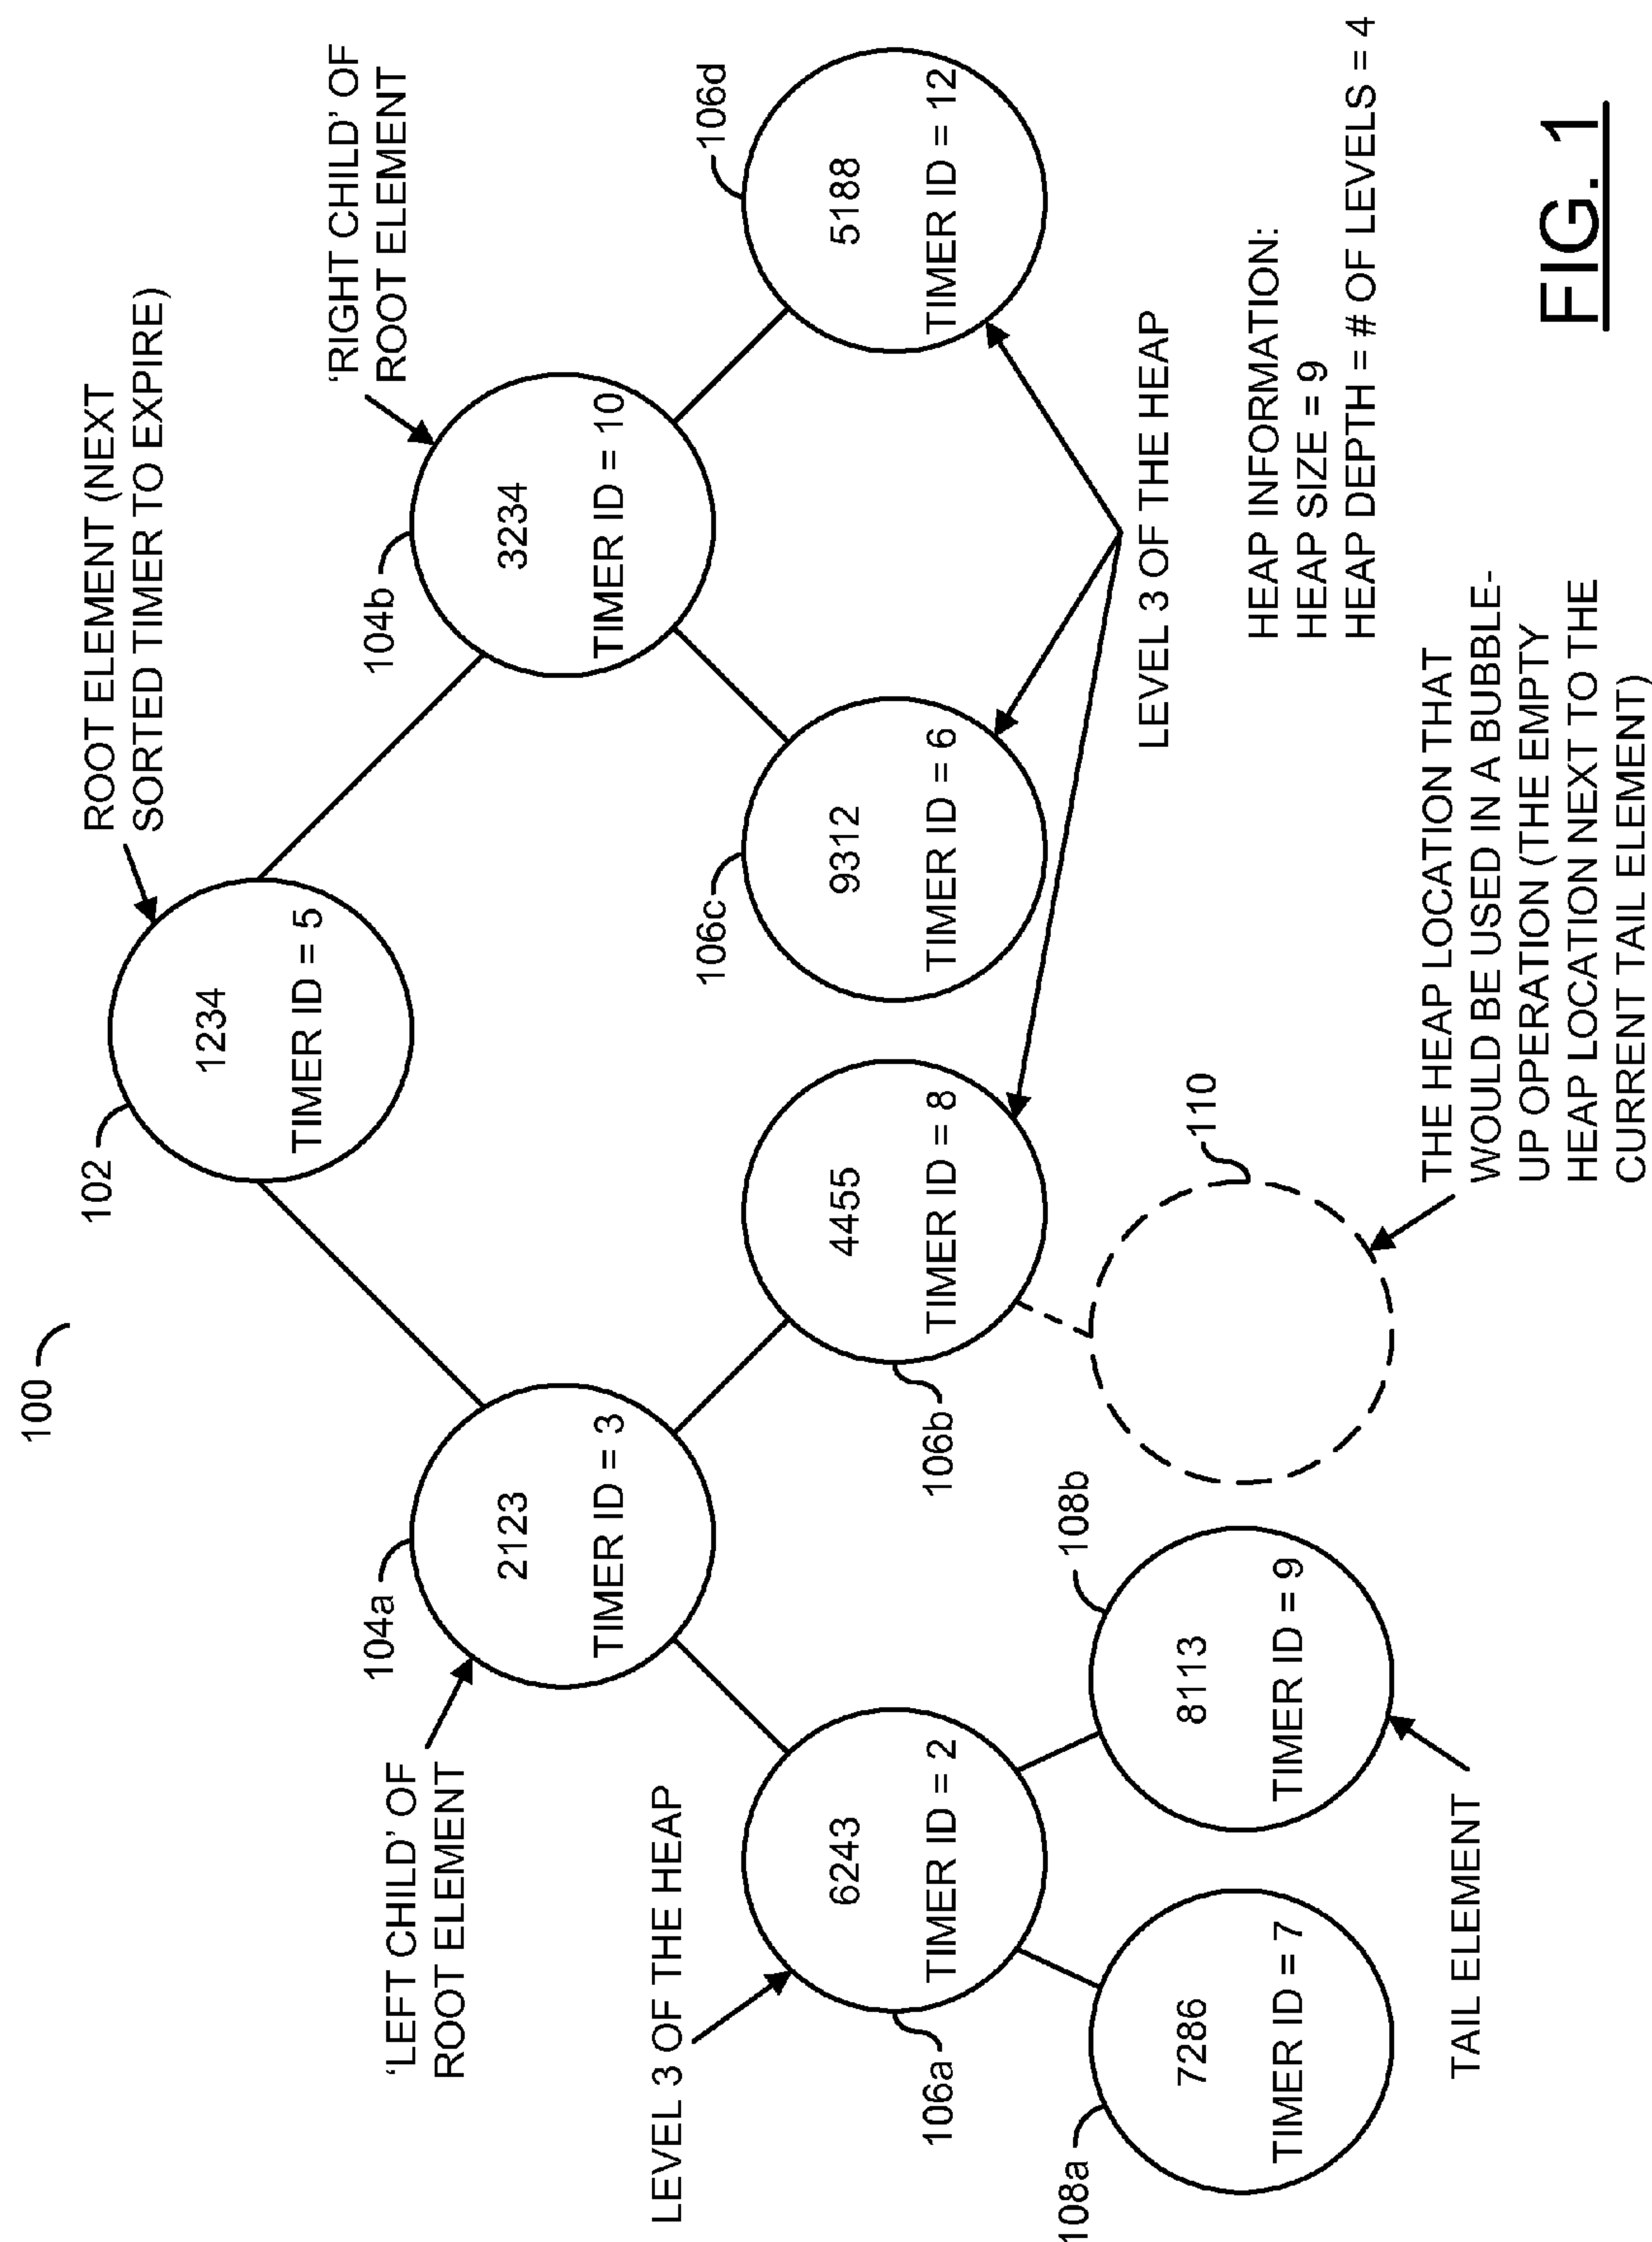 100
102
ROOT ELEMENT (NEXT
SORTED TIMER TO EXPIRE)
1234
TIMER ID = 5
'LEFT CHILD' OF
ROOT ELEMENT
104a
2123
TIMER ID = 3
104b
3234
TIMER ID = 10
'RIGHT CHILD' OF
ROOT ELEMENT
LEVEL 3 OF THE HEAP
106a
6243
TIMER ID = 2
106b
4455
TIMER ID = 8
106c
9312
TIMER ID = 6
106d
5188
TIMER ID = 12
108a
7286
TIMER ID = 7
108b
8113
TIMER ID = 9
110
LEVEL 3 OF THE HEAP
TAIL ELEMENT
THE HEAP LOCATION THAT
WOULD BE USED IN A BUBBLE-
UP OPERATION (THE EMPTY
HEAP LOCATION NEXT TO THE
CURRENT TAIL ELEMENT)
HEAP INFORMATION:
HEAP SIZE = 9
HEAP DEPTH = # OF LEVELS = 4
FIG. 1